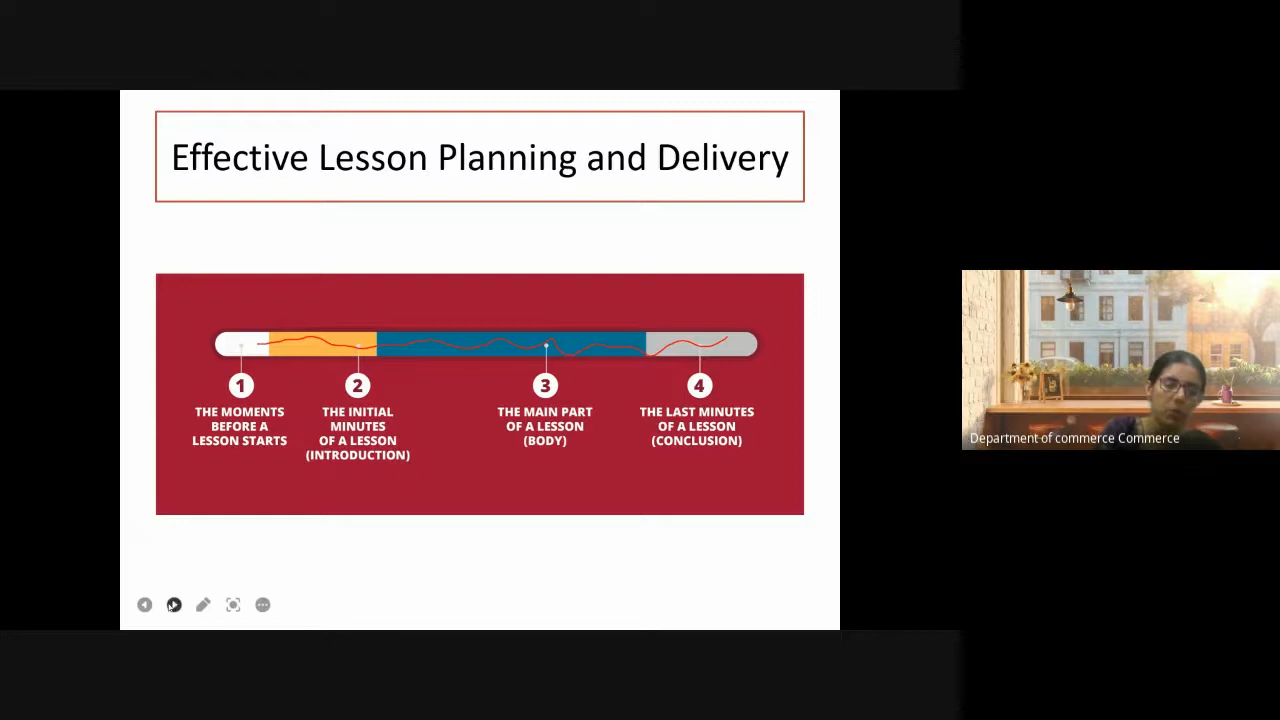 Effective Lesson Planning and Delivery
1
THE MOMENTS
BEFORE A
LESSON STARTS
2
THE INITIAL
MINUTES
OF A LESSON
(INTRODUCTION)
3
THE MAIN PART
OF A LESSON
(BODY)
4
THE LAST MINUTES
OF A LESSON
(CONCLUSION)
Department of commerce Commerce